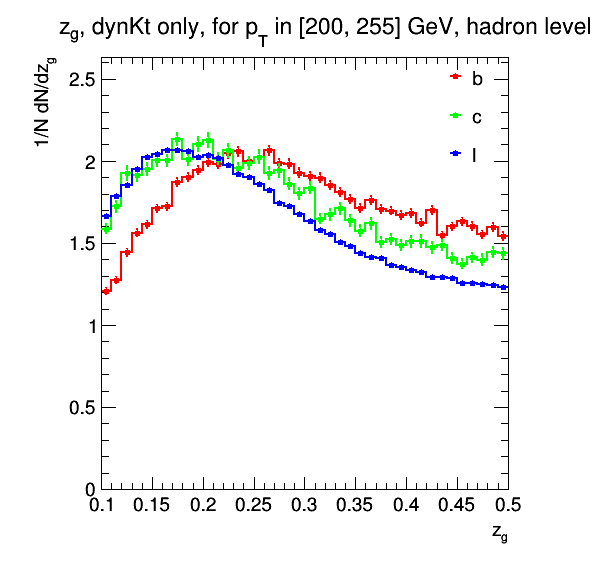 z_g, dynKt only, for p_T in [200, 255] GeV, hadron level
1/N dN/dz_g
b
c
l
2.5
2
1.5
1
0.5
0
0.1 0.15 0.2 0.25 0.3 0.35 0.4 0.45 0.5
z_g